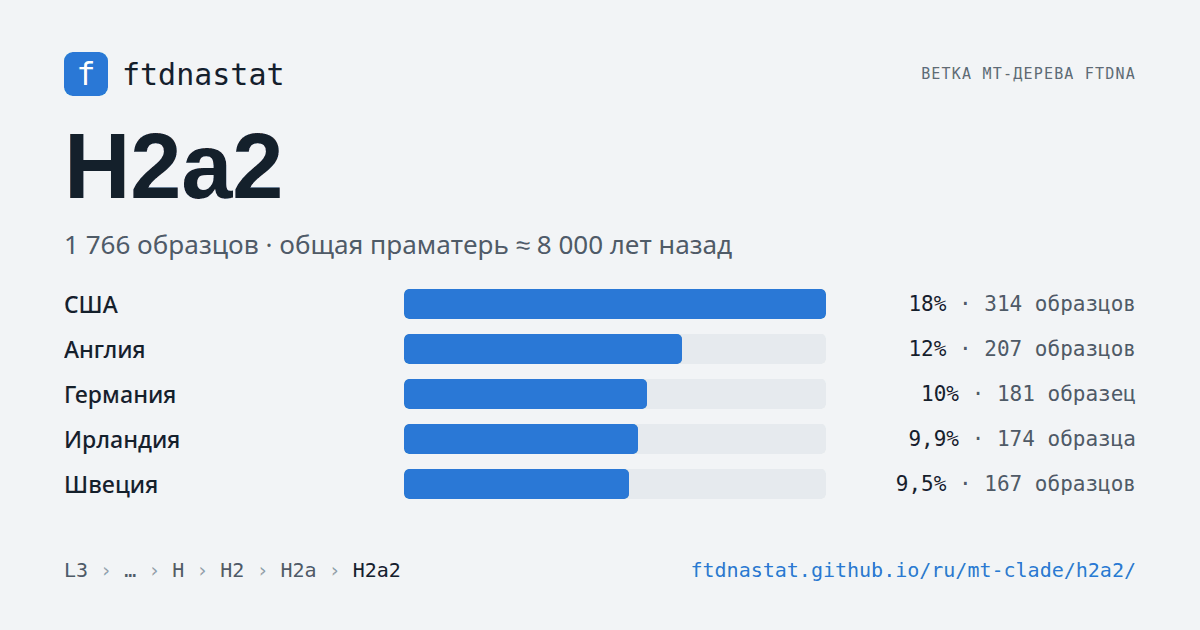 f ftdnastat
ВЕТКА МТ-ДЕРЕВА FTDNA
H2a2
1 766 образцов · общая праматерь ≈ 8 000 лет назад
США 18% · 314 образцов
Англия 12% · 207 образцов
Германия 10% · 181 образец
Ирландия 9,9% · 174 образца
Швеция 9,5% · 167 образцов
L3 › … › H › H2 › H2a › H2a2
ftdnastat.github.io/ru/mt-clade/h2a2/